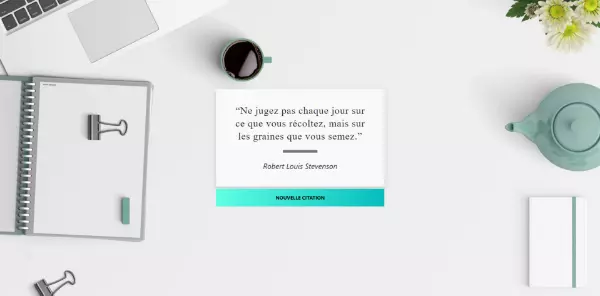 “Ne jugez pas chaque jour sur
ce que vous récoltez, mais sur
les graines que vous semez.”
Robert Louis Stevenson
NOUVELLE CITATION